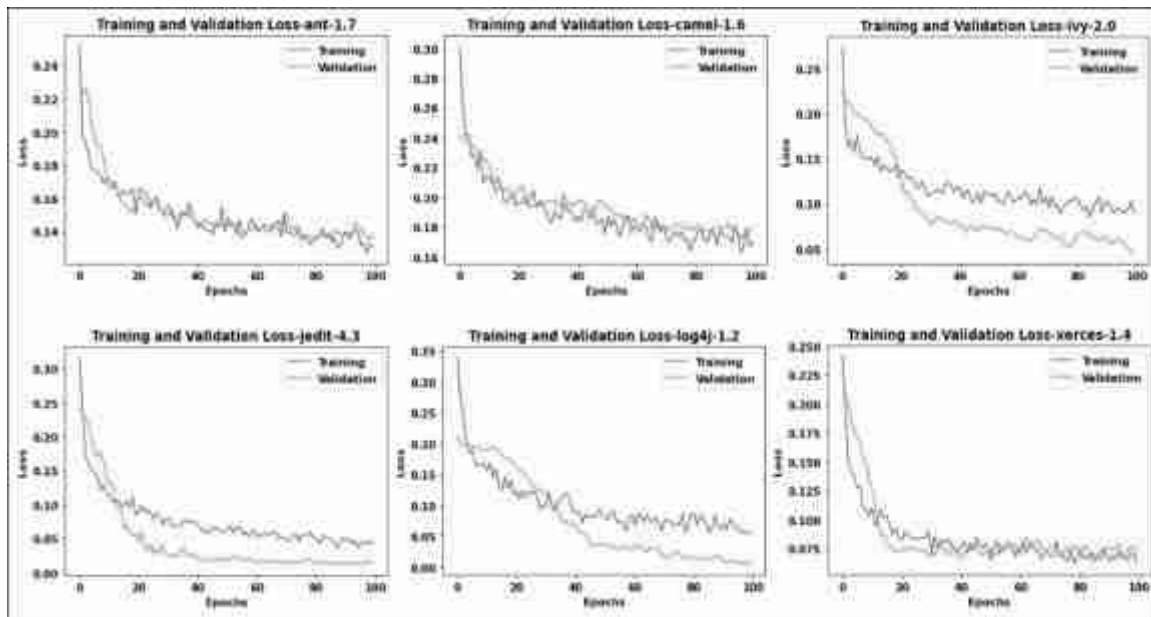 Training and Validation Loss-ant-1.7
Loss
0.24
0.22
0.20
0.18
0.16
0.14
Training
Validation
0 20 40 60 80 100
Epochs
Training and Validation Loss-camel-1.6
Loss
0.30
0.28
0.26
0.24
0.22
0.20
0.18
0.16
Training
Validation
0 20 40 60 80 100
Epochs
Training and Validation Loss-ivy-2.0
Loss
0.25
0.20
0.15
0.10
0.05
Training
Validation
0 20 40 60 80 100
Epochs
Training and Validation Loss-jedit-4.3
Loss
0.30
0.25
0.20
0.15
0.10
0.05
0.00
Training
Validation
0 20 40 60 80 100
Epochs
Training and Validation Loss-log4j-1.2
Loss
0.35
0.30
0.25
0.20
0.15
0.10
0.05
0.00
Training
Validation
0 20 40 60 80 100
Epochs
Training and Validation Loss-xerces-1.4
Loss
0.250
0.225
0.200
0.175
0.150
0.125
0.100
0.075
Training
Validation
0 20 40 60 80 100
Epochs